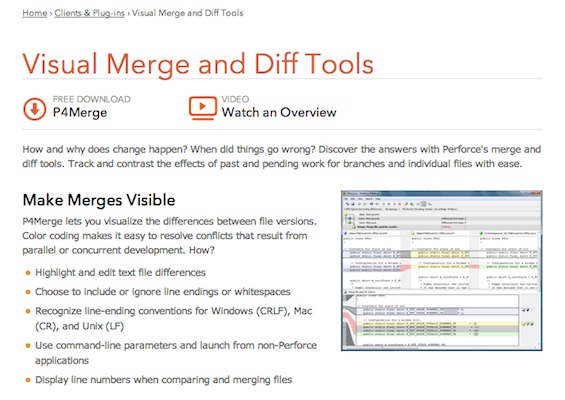 Home › Clients & Plug-ins › Visual Merge and Diff Tools
Visual Merge and Diff Tools
FREE DOWNLOAD
P4Merge
VIDEO
Watch an Overview
How and why does change happen? When did things go wrong? Discover the answers with Perforce's merge and
diff tools. Track and contrast the effects of past and pending work for branches and individual files with ease.
Make Merges Visible
P4Merge lets you visualize the differences between file versions.
Color coding makes it easy to resolve conflicts that result from
parallel or concurrent development. How?
Highlight and edit text file differences
Choose to include or ignore line endings or whitespaces
Recognize line-ending conventions for Windows (CRLF), Mac
(CR), and Unix (LF)
Use command-line parameters and launch from non-Perforce
applications
Display line numbers when comparing and merging files